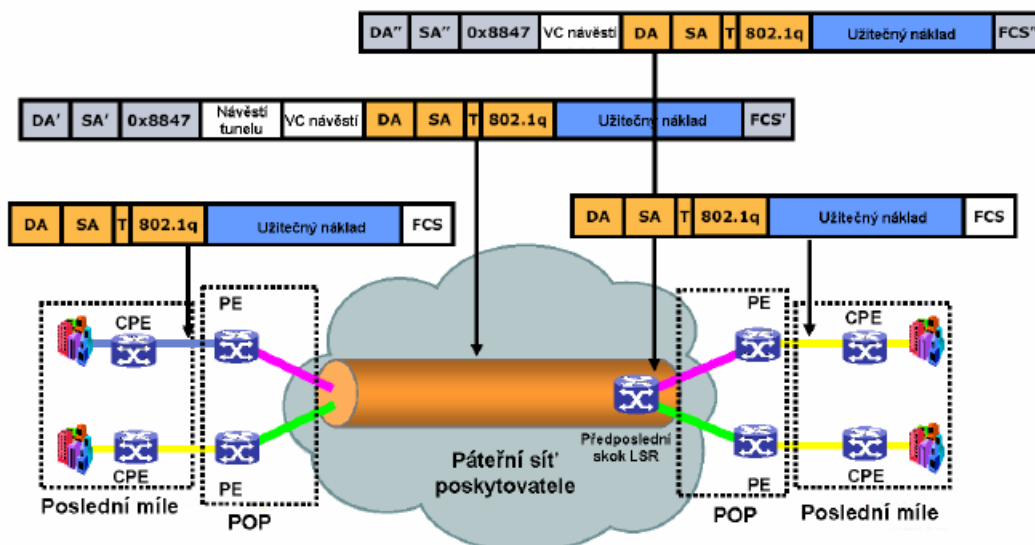 DA" SA" 0x8847 VC návěstí DA SA T 802.1q Užitečný náklad FCS"
DA' SA' 0x8847 Návěstí tunelu VC návěstí DA SA T 802.1q Užitečný náklad FCS'
DA SA T 802.1q Užitečný náklad FCS
DA SA T 802.1q Užitečný náklad FCS
CPE
PE
PE
CPE
CPE
PE
PE
CPE
Předposlední
skok LSR
Páteřní síť
poskytovatele
Poslední míle
POP
POP
Poslední míle